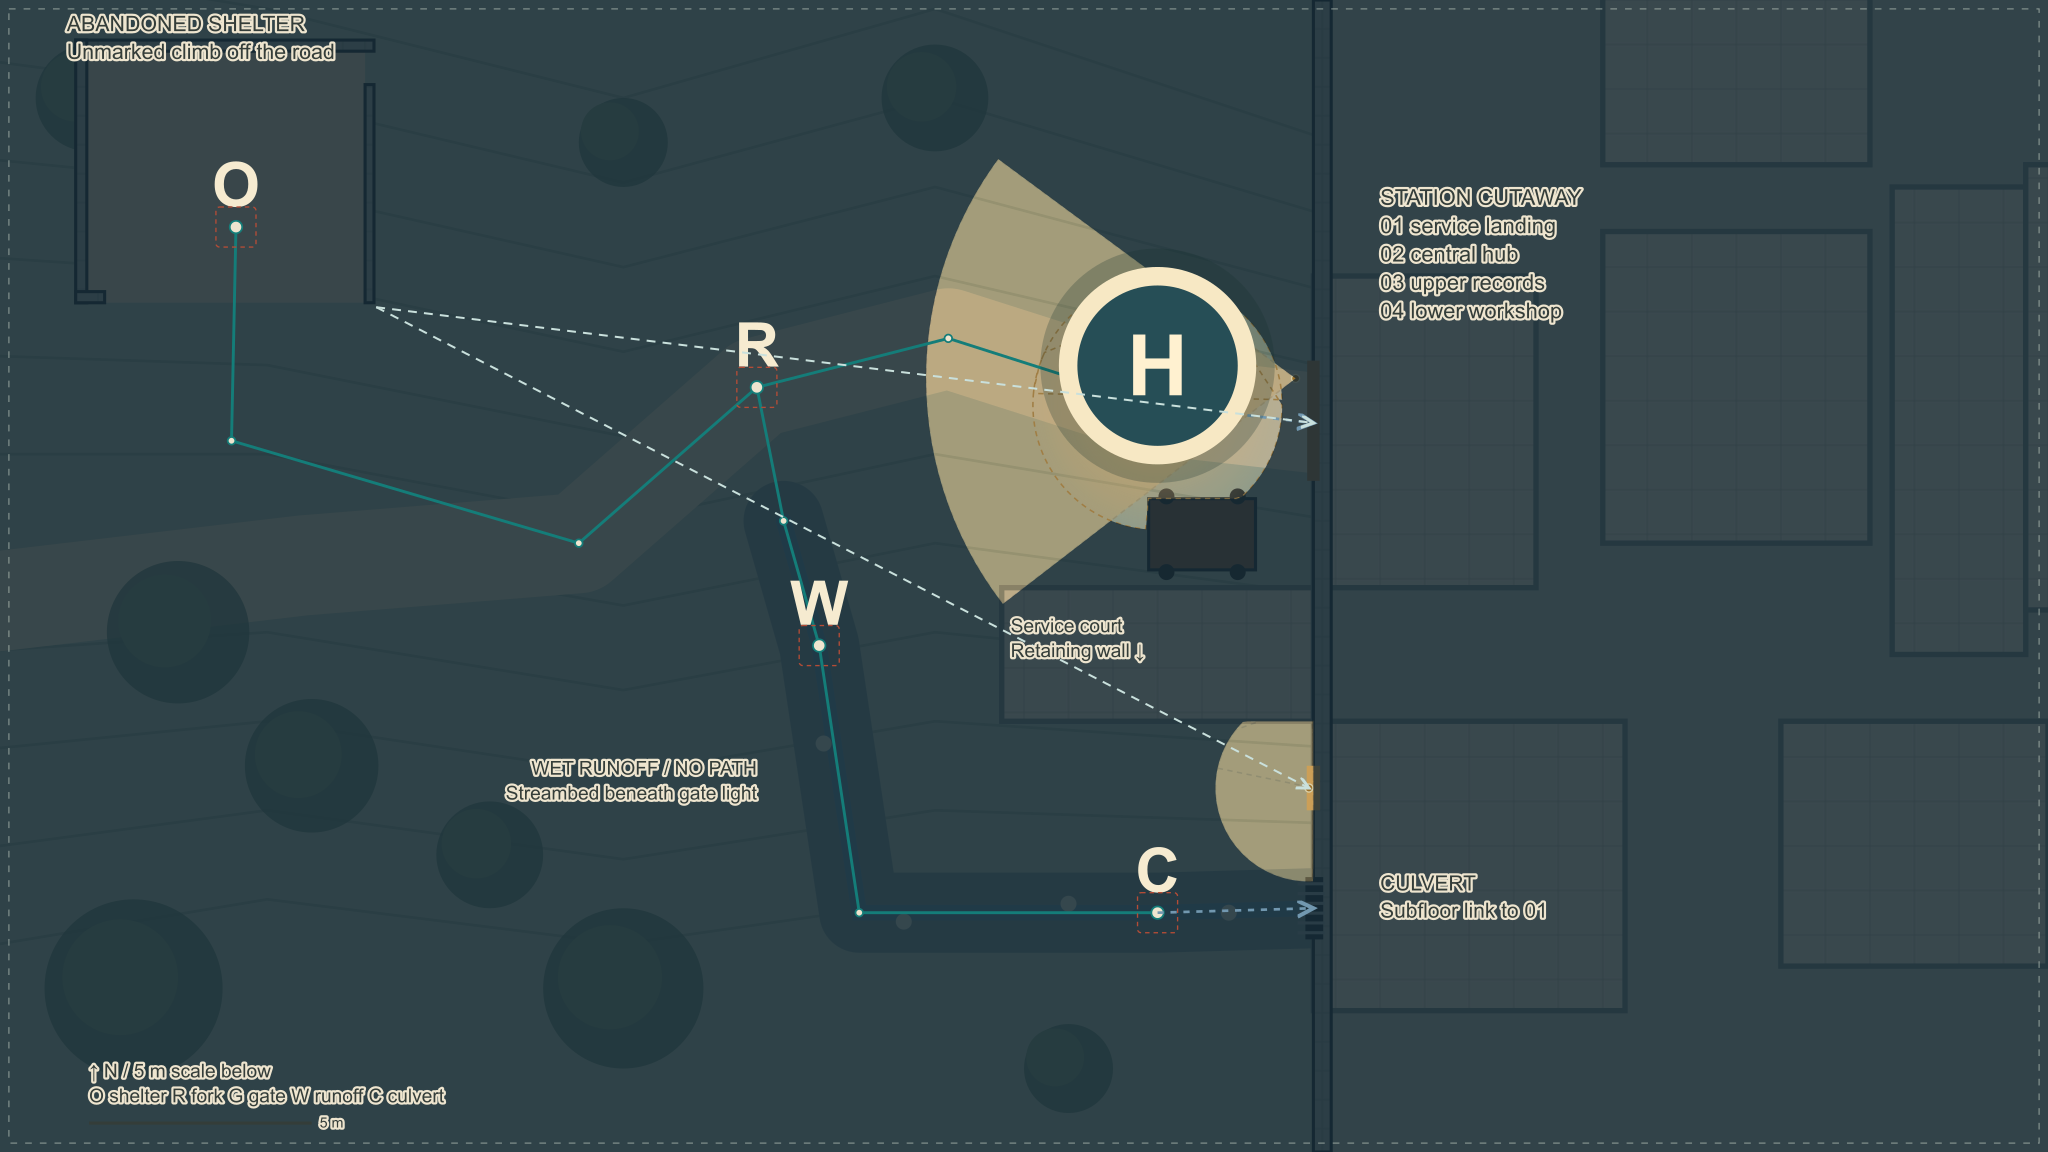 ABANDONED SHELTER
Unmarked climb off the road
O
R
H
STATION CUTAWAY
01 service landing
02 central hub
03 upper records
04 lower workshop
W
Service court
Retaining wall ↓
WET RUNOFF / NO PATH
Streambed beneath gate light
C
CULVERT
Subfloor link to 01
↑ N / 5 m scale below
O shelter R fork G gate W runoff C culvert
5 m